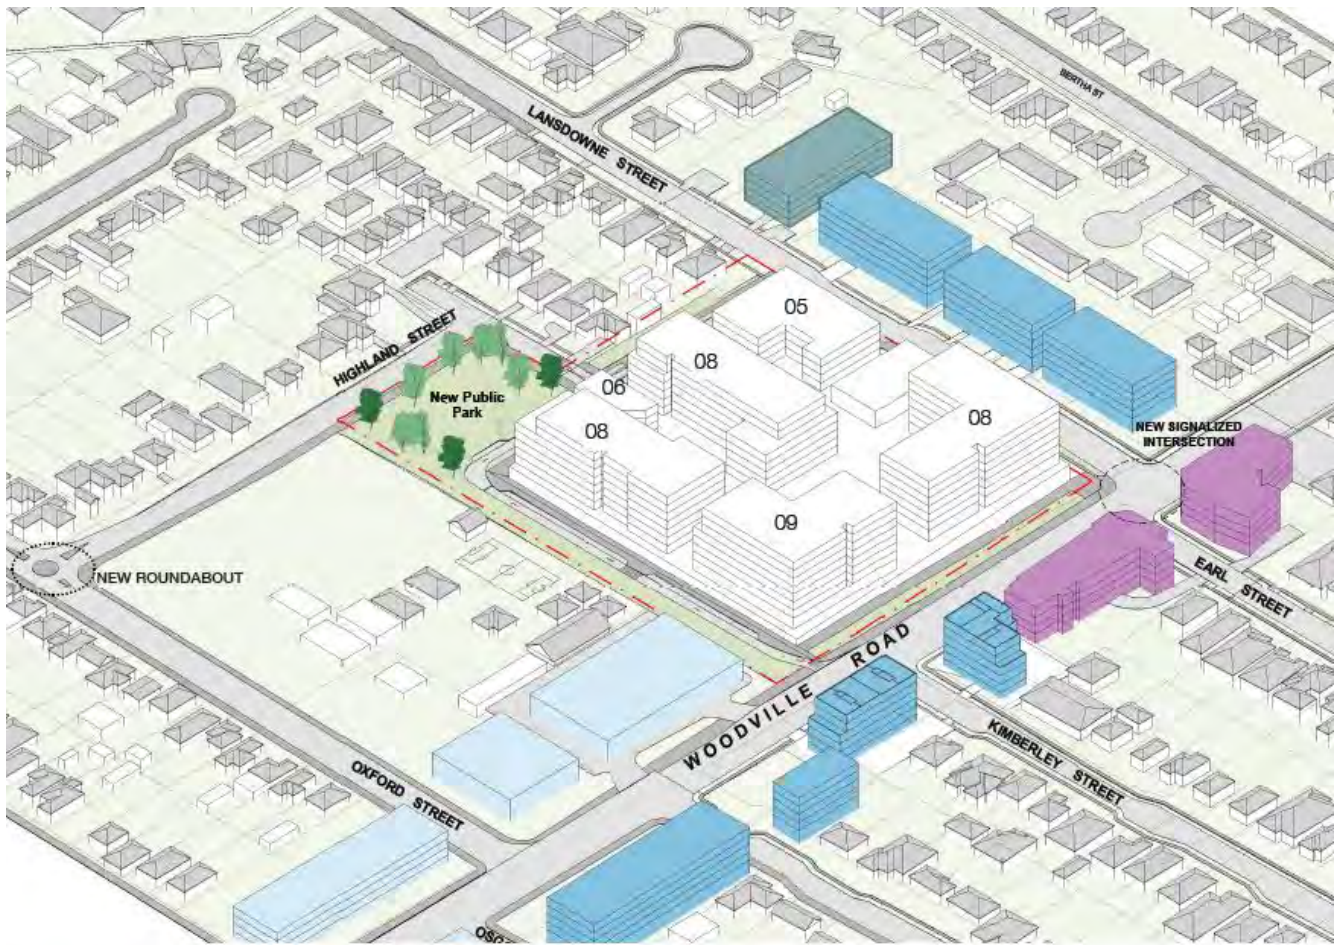 BERTHA ST
LANSDOWNE STREET
HIGHLAND STREET
05
08
06
New Public
Park
08
08
NEW SIGNALIZED
INTERSECTION
09
NEW ROUNDABOUT
EARL STREET
WOODVILLE ROAD
KIMBERLEY STREET
OXFORD STREET